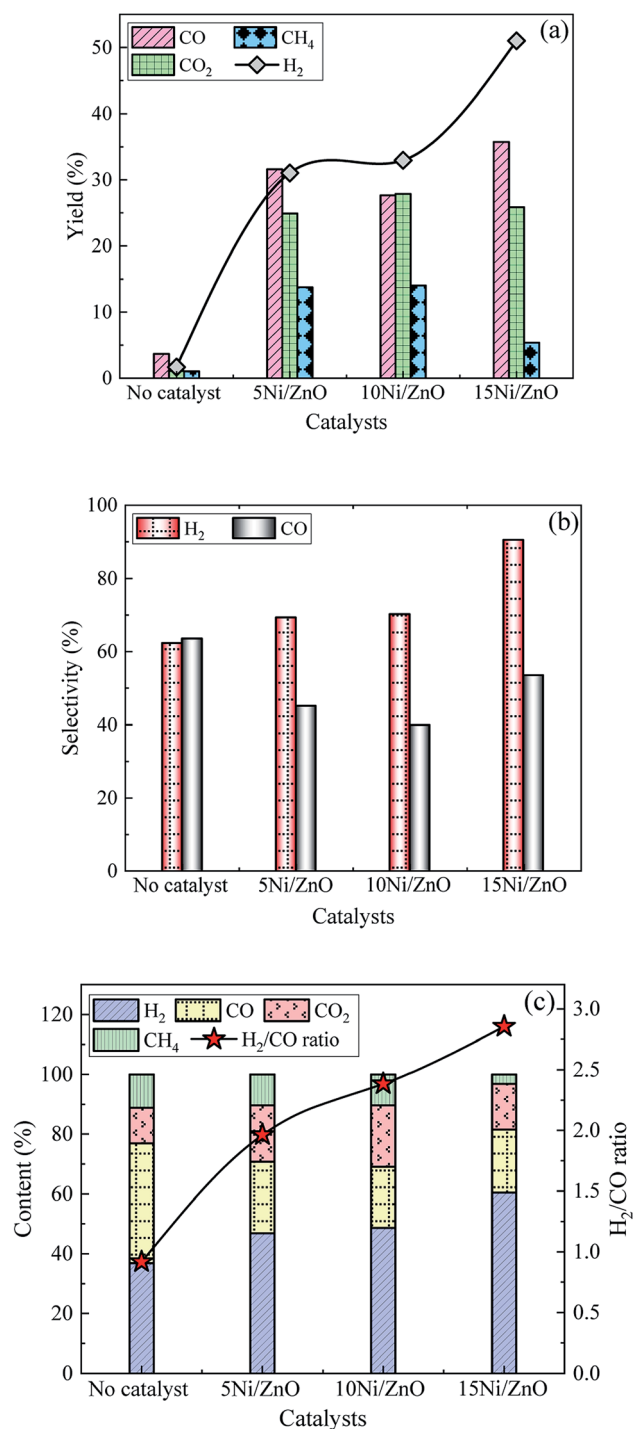 (a)
CO CH₄
CO₂ H₂
50
40
30
20
10
0
Yield (%)
No catalyst 5Ni/ZnO 10Ni/ZnO 15Ni/ZnO
Catalysts
(b)
H₂ CO
100
80
60
40
20
0
Selectivity (%)
No catalyst 5Ni/ZnO 10Ni/ZnO 15Ni/ZnO
Catalysts
(c)
H₂ CO CO₂
CH₄ H₂/CO ratio
120
100
80
60
40
20
0
Content (%)
3.0
2.5
2.0
1.5
1.0
0.5
0.0
H₂/CO ratio
No catalyst 5Ni/ZnO 10Ni/ZnO 15Ni/ZnO
Catalysts